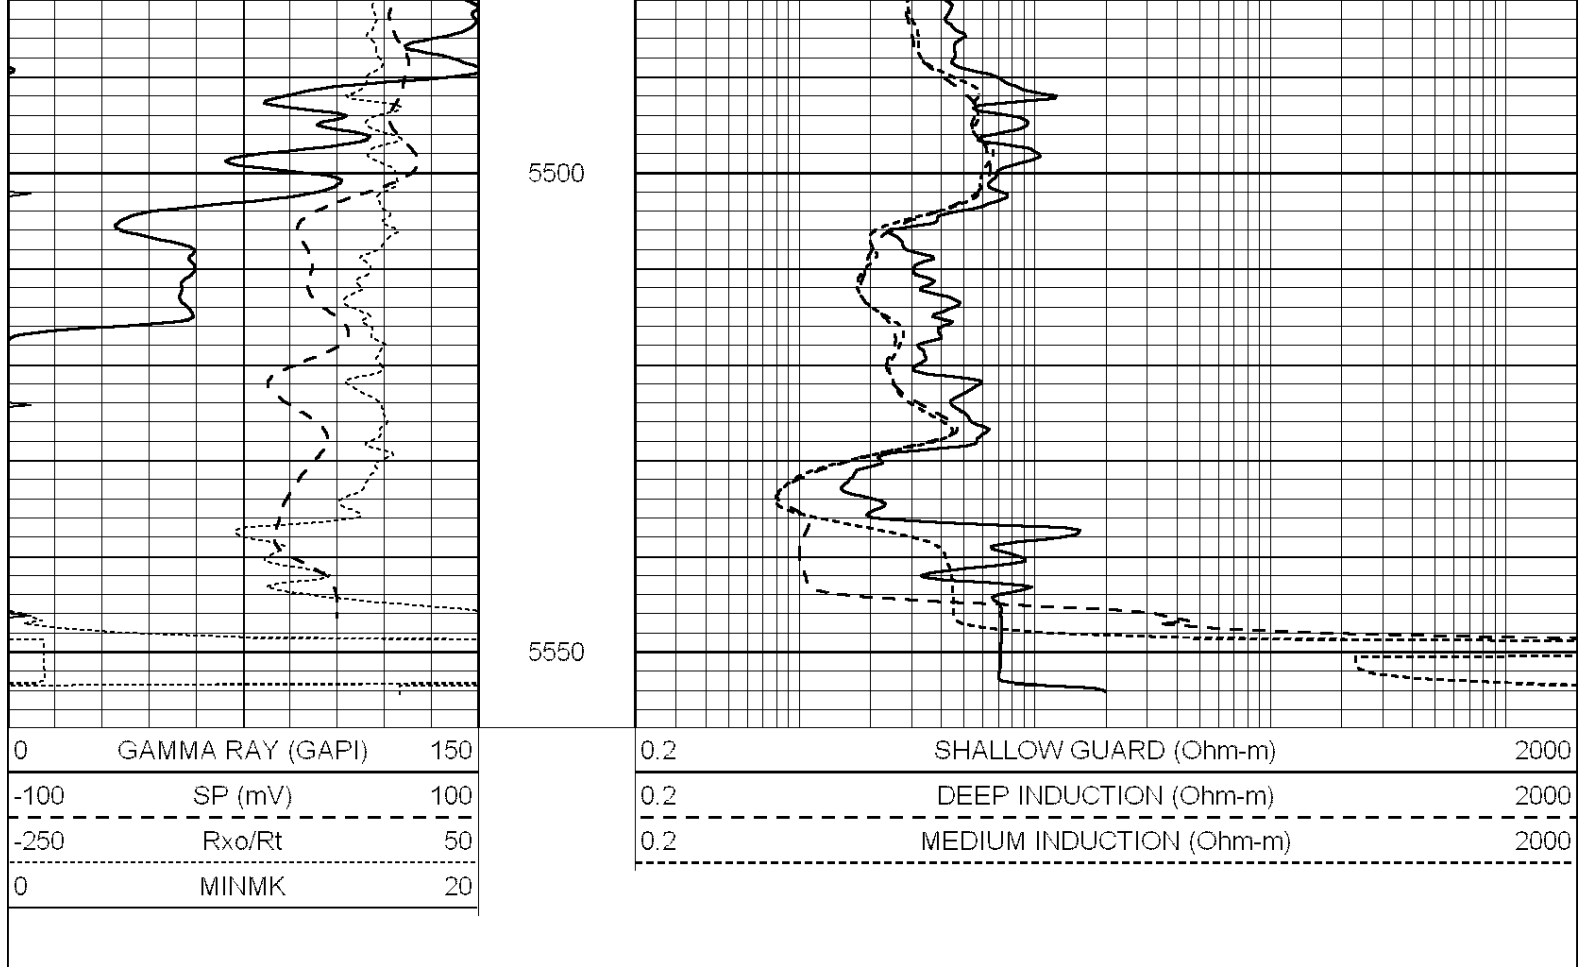 5500
5550
0 GAMMA RAY (GAPI) 150
-100 SP (mV) 100
-250 Rxo/Rt 50
0 MINMK 20
0.2 SHALLOW GUARD (Ohm-m) 2000
0.2 DEEP INDUCTION (Ohm-m) 2000
0.2 MEDIUM INDUCTION (Ohm-m) 2000